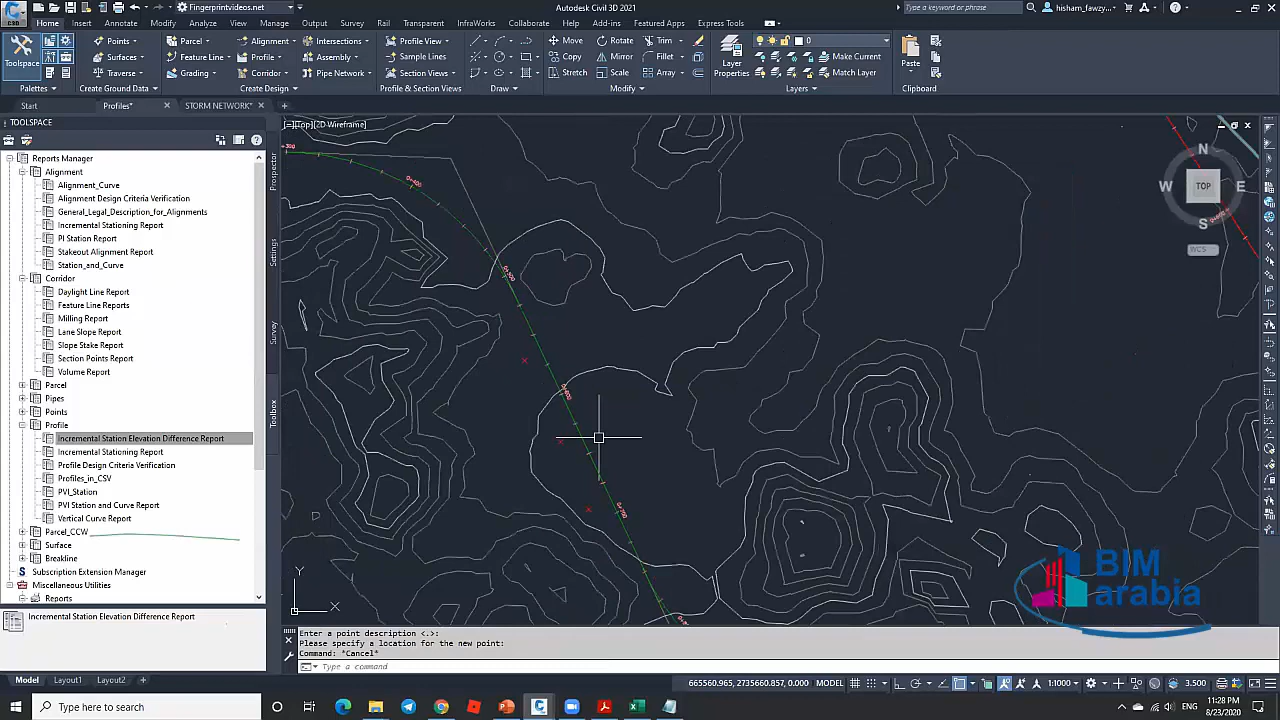 Fingerprintvideos.net
Autodesk Civil 3D 2021
Type a keyword or phrase
hisham_fawzy...
Home Insert Annotate Modify Analyze View Manage Output Survey Rail Transparent InfraWorks Collaborate Help Add-ins Featured Apps Express Tools
Toolspace
Points
Surfaces
Traverse
Parcel
Feature Line
Grading
Alignment
Profile
Corridor
Intersections
Assembly
Pipe Network
Profile View
Sample Lines
Section Views
Move
Copy
Stretch
Rotate
Mirror
Scale
Trim
Fillet
Array
Layer Properties
0
Make Current
Match Layer
Paste
Palettes Create Ground Data Create Design Profile & Section Views Draw Modify Layers Clipboard
Start Profiles* STORM NETWORK*
TOOLSPACE
Reports Manager
Alignment
Alignment_Curve
Alignment Design Criteria Verification
General_Legal_Description_for_Alignments
Incremental Stationing Report
PI Station Report
Stakeout Alignment Report
Station_and_Curve
Corridor
Daylight Line Report
Feature Line Reports
Milling Report
Lane Slope Report
Slope Stake Report
Section Points Report
Volume Report
Parcel
Pipes
Points
Profile
Incremental Station Elevation Difference Report
Incremental Stationing Report
Profile Design Criteria Verification
Profiles_in_CSV
PVI_Station
PVI Station and Curve Report
Vertical Curve Report
Parcel_CCW
Surface
Breakline
Subscription Extension Manager
Miscellaneous Utilities
Reports
Incremental Station Elevation Difference Report
Prospector
Settings
Survey
Toolbox
[–][Top][2D Wireframe]
N
W TOP E
S
WCS
Y
X
BIM
arabia
Enter a point description <.>:
Please specify a location for the new point:
Command: *Cancel*
Type a command
Model Layout1 Layout2
665560.965, 2735660.857, 0.000 MODEL 1:1000 3.500
Type here to search
11:28 PM
8/23/2020